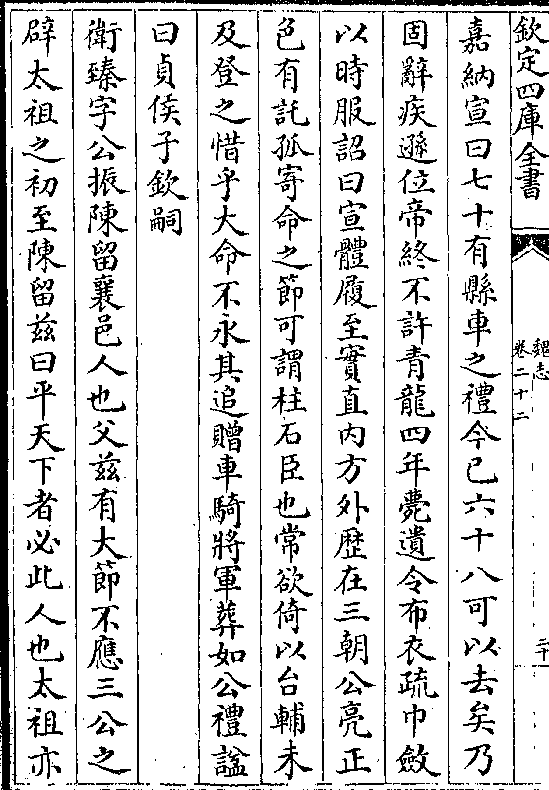 欽定四庫全書
魏志
卷二十二
二十
嘉納宣曰七十有縣車之禮今已六十八可以去矣乃
固辭疾遜位帝終不許青龍四年薨遺令布衣疏巾斂
以時服詔曰宣體履至實直内方外歴在三朝公亮正
色有託孤寄命之節可謂柱石臣也常欲倚以台輔未
及登之惜乎大命不永其追贈車騎將軍葬如公禮諡
曰貞侯子欽嗣
衛臻字公振陳留襄邑人也父兹有大節不應三公之
辟太祖之初至陳留兹曰平天下者必此人也太祖亦